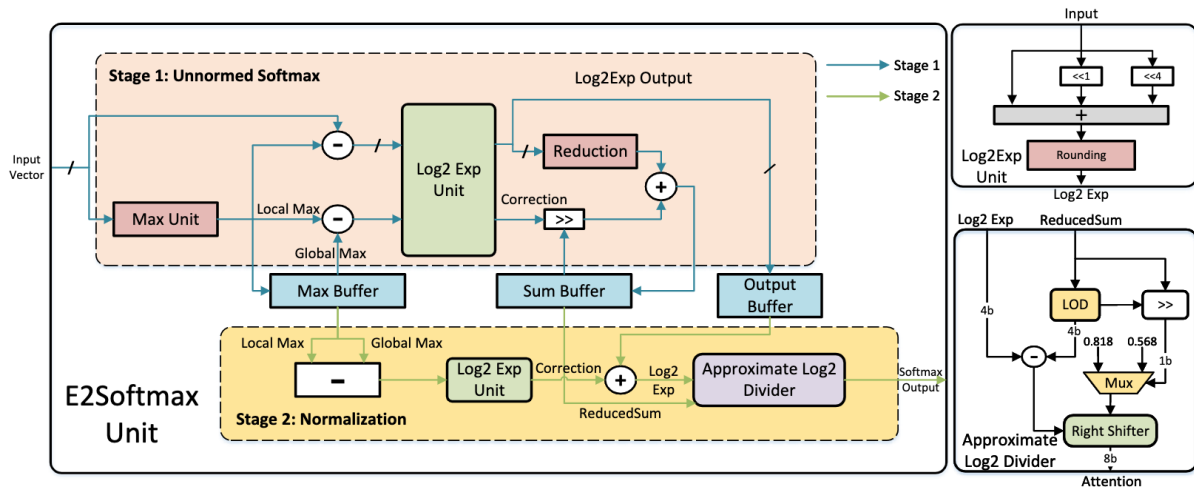 Stage 1: Unnormed Softmax
Log2Exp Output
Stage 1
Stage 2
Input
Vector
Max Unit
Local Max
-
-
Global Max
Log2 Exp
Unit
Reduction
Correction
>>
+
Max Buffer
Sum Buffer
Output
Buffer
Local Max
Global Max
-
Log2 Exp
Unit
Correction
+
Log2
Exp
ReducedSum
Approximate Log2
Divider
Softmax
Output
Stage 2: Normalization
E2Softmax
Unit
Input
<<1
<<4
+
Rounding
Log2Exp
Unit
Log2 Exp
Log2 Exp
ReducedSum
LOD
>>
4b
4b
1b
0.818
0.568
-
Mux
Right Shifter
8b
Approximate
Log2 Divider
Attention